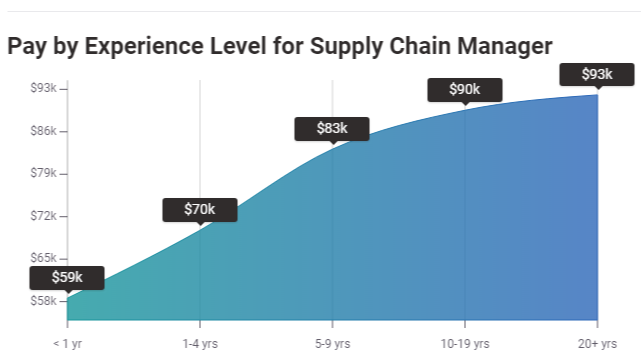 Pay by Experience Level for Supply Chain Manager
$93k
$93k
$90k
$86k
$83k
$79k
$72k
$70k
$65k
$59k
$58k
< 1 yr 1-4 yrs 5-9 yrs 10-19 yrs 20+ yrs